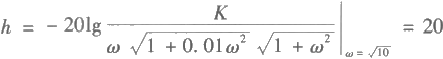 h = -20lg K / (ω √(1 + 0.01ω²) √(1 + ω²)) |_{ω = √10} = 20